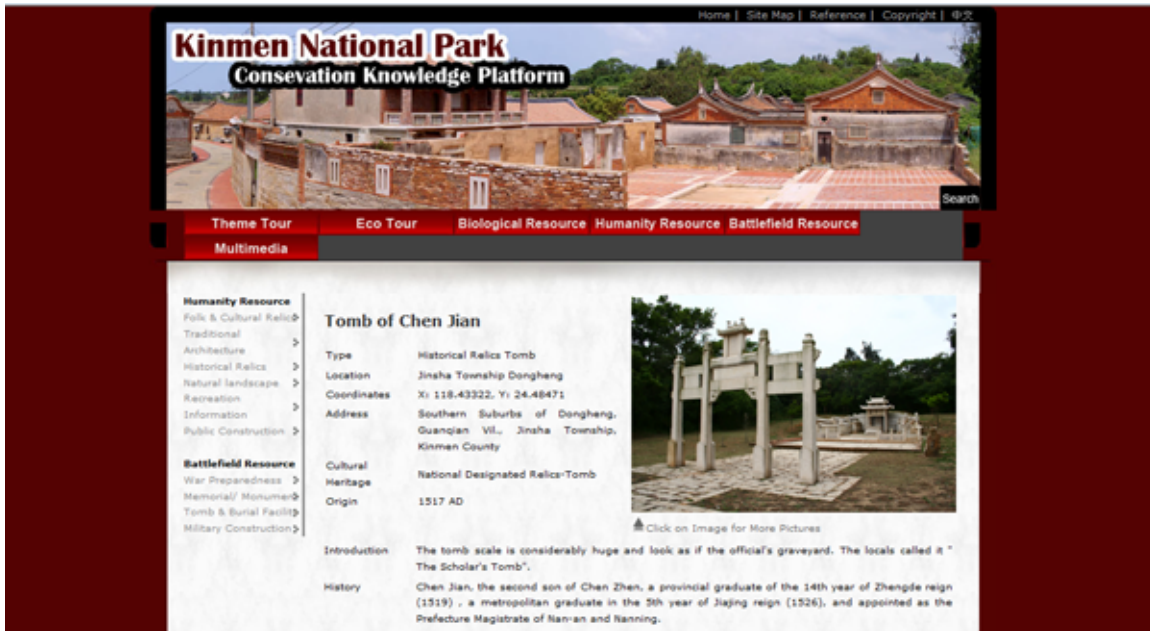 Home | Site Map | Reference | Copyright | 中文
Kinmen National Park
Consevation Knowledge Platform
Search
Theme Tour
Eco Tour
Biological Resource
Humanity Resource
Battlefield Resource
Multimedia
Humanity Resource
Folk & Cultural Relics
Traditional
Architecture
Historical Relics
Natural landscape
Recreation
Information
Public Construction
Battlefield Resource
War Preparedness
Memorial/ Monument
Tomb & Burial Facility
Military Construction
Tomb of Chen Jian
Type Historical Relics Tomb
Location Jinsha Township Dongheng
Coordinates X: 118.43322, Y: 24.48471
Address Southern Suburbs of Dongheng,
Guanqian Vil., Jinsha Township,
Kinmen County
Cultural
Heritage
National Designated Relics-Tomb
Origin 1517 AD
Click on Image for More Pictures
Introduction The tomb scale is considerably huge and look as if the official's graveyard. The locals called it "
The Scholar's Tomb".
History Chen Jian, the second son of Chen Zhen, a provincial graduate of the 14th year of Zhengde reign
(1519) , a metropolitan graduate in the 5th year of Jiajing reign (1526), and appointed as the
Prefecture Magistrate of Nan-an and Nanning.